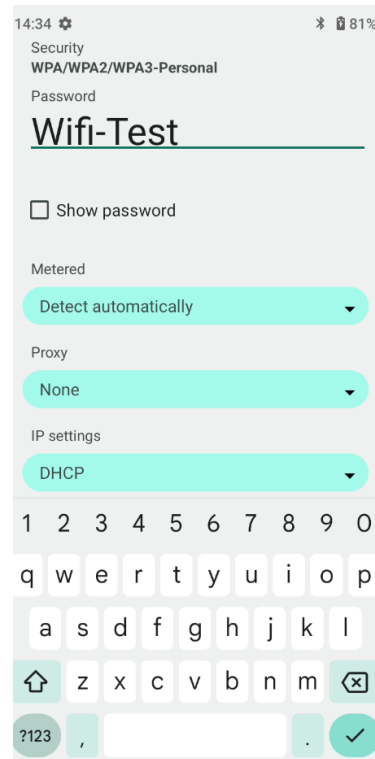 14:34 81%
Security
WPA/WPA2/WPA3-Personal
Password
Wifi-Test
Show password
Metered
Detect automatically
Proxy
None
IP settings
DHCP
1 2 3 4 5 6 7 8 9 0
q w e r t y u i o p
a s d f g h j k l
z x c v b n m
?123 , .